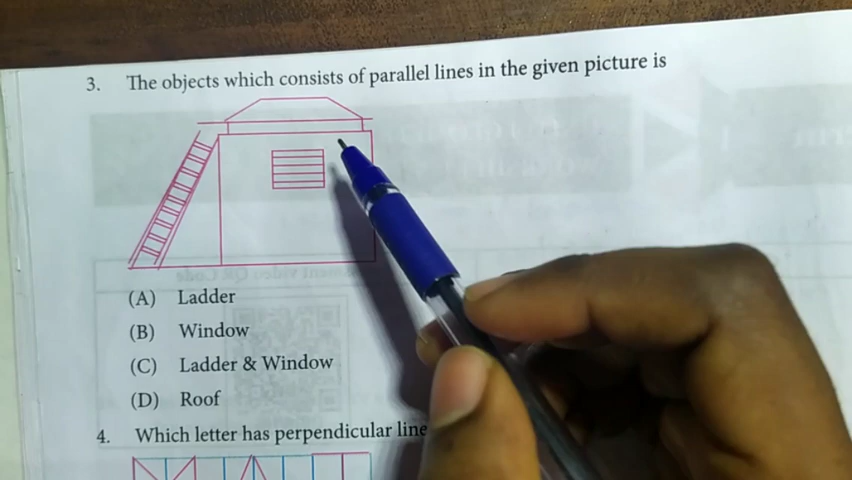 3. The objects which consists of parallel lines in the given picture is
(A) Ladder
(B) Window
(C) Ladder & Window
(D) Roof
4. Which letter has perpendicular line